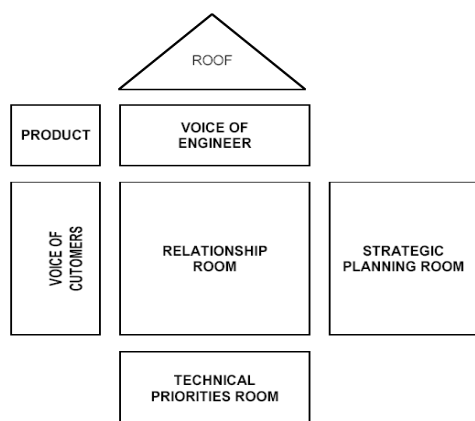 ROOF
PRODUCT
VOICE OF
ENGINEER
VOICE OF
CUTOMERS
RELATIONSHIP
ROOM
STRATEGIC
PLANNING ROOM
TECHNICAL
PRIORITIES ROOM